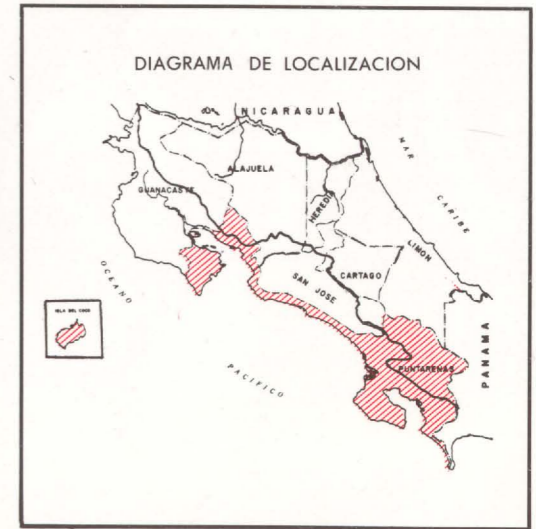 DIAGRAMA DE LOCALIZACION
NICARAGUA
MAR CARIBE
ALAJUELA
GUANACASTE
HEREDIA
LIMON
CARTAGO
SAN JOSE
OCEANO
PACIFICO
ISLA DEL COCO
PUNTARENAS
PANAMA